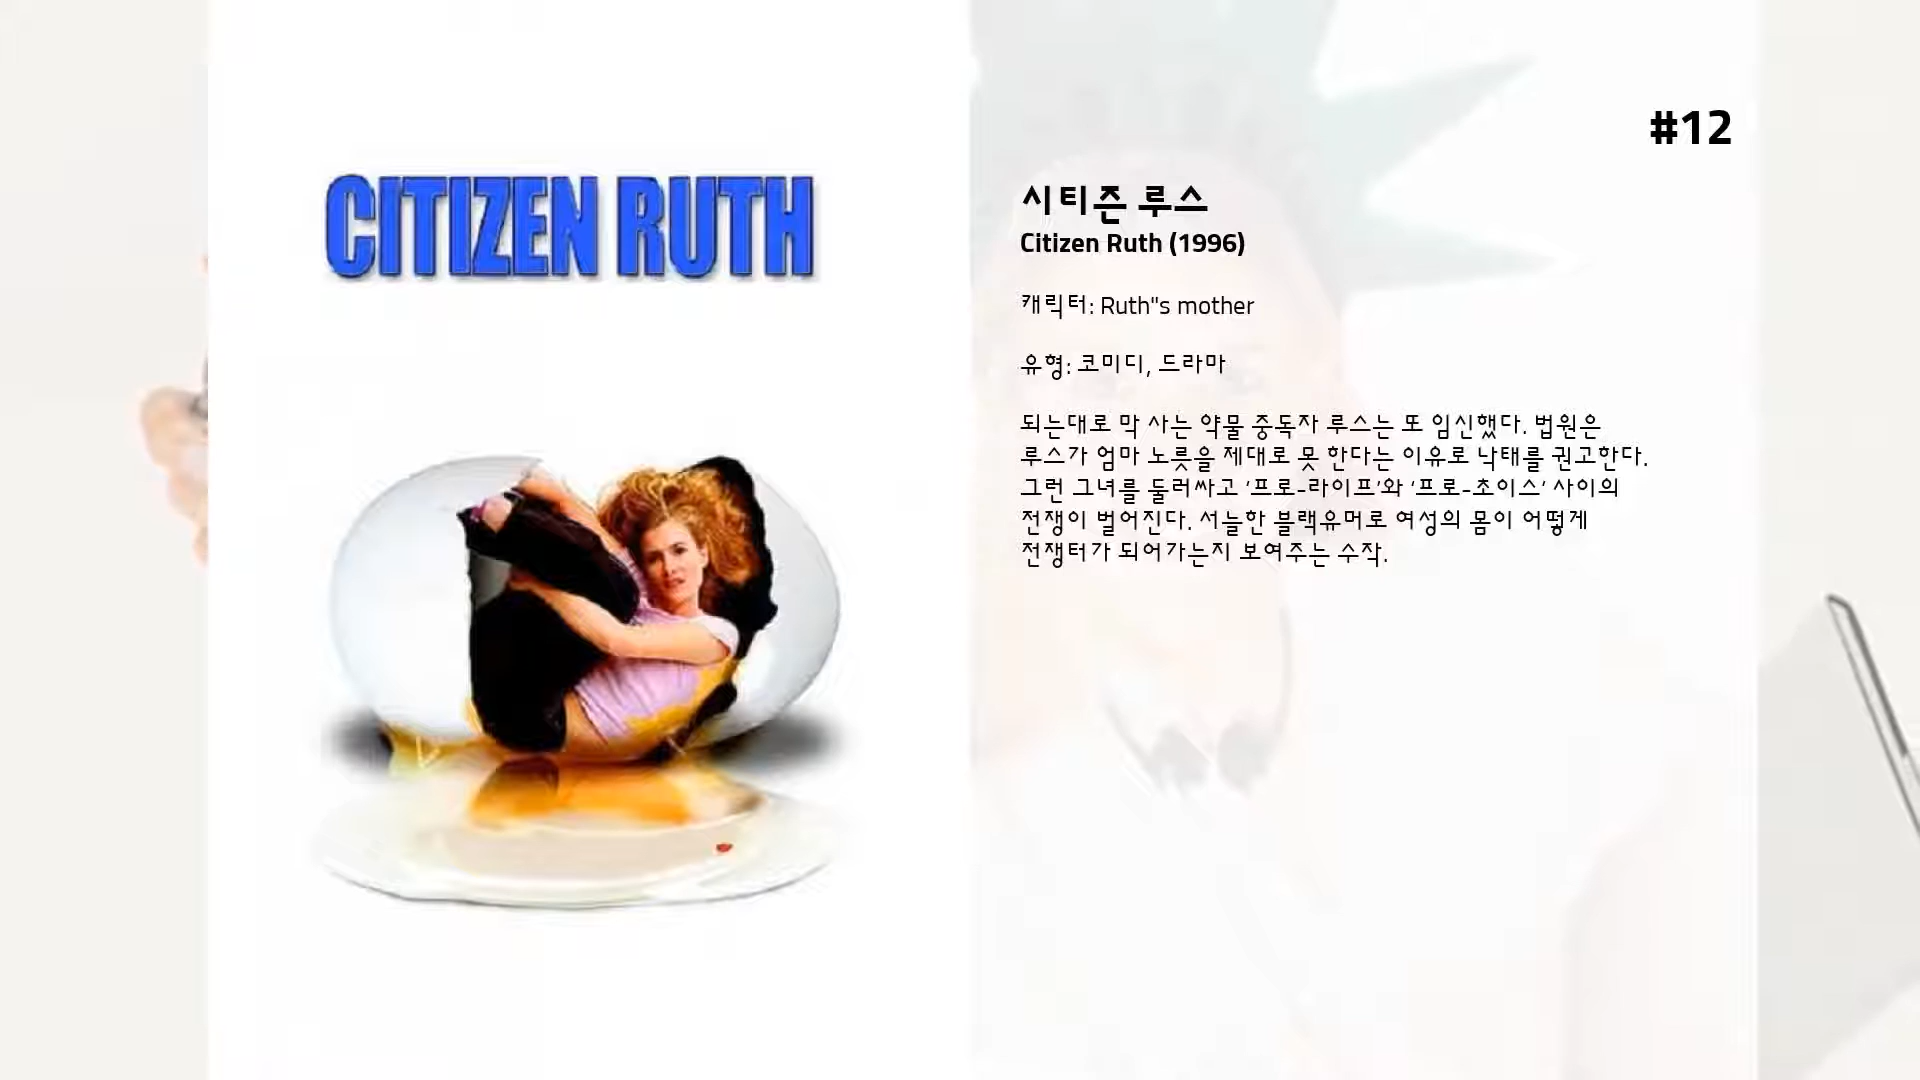 CITIZEN RUTH
#12
시티즌 루스
Citizen Ruth (1996)
캐릭터: Ruth"s mother
유형: 코미디, 드라마
되는대로 막 사는 약물 중독자 루스는 또 임신했다. 법원은
루스가 엄마 노릇을 제대로 못 한다는 이유로 낙태를 권고한다.
그런 그녀를 둘러싸고 ‘프로-라이프’와 ‘프로-초이스’ 사이의
전쟁이 벌어진다. 서늘한 블랙유머로 여성의 몸이 어떻게
전쟁터가 되어가는지 보여주는 수작.